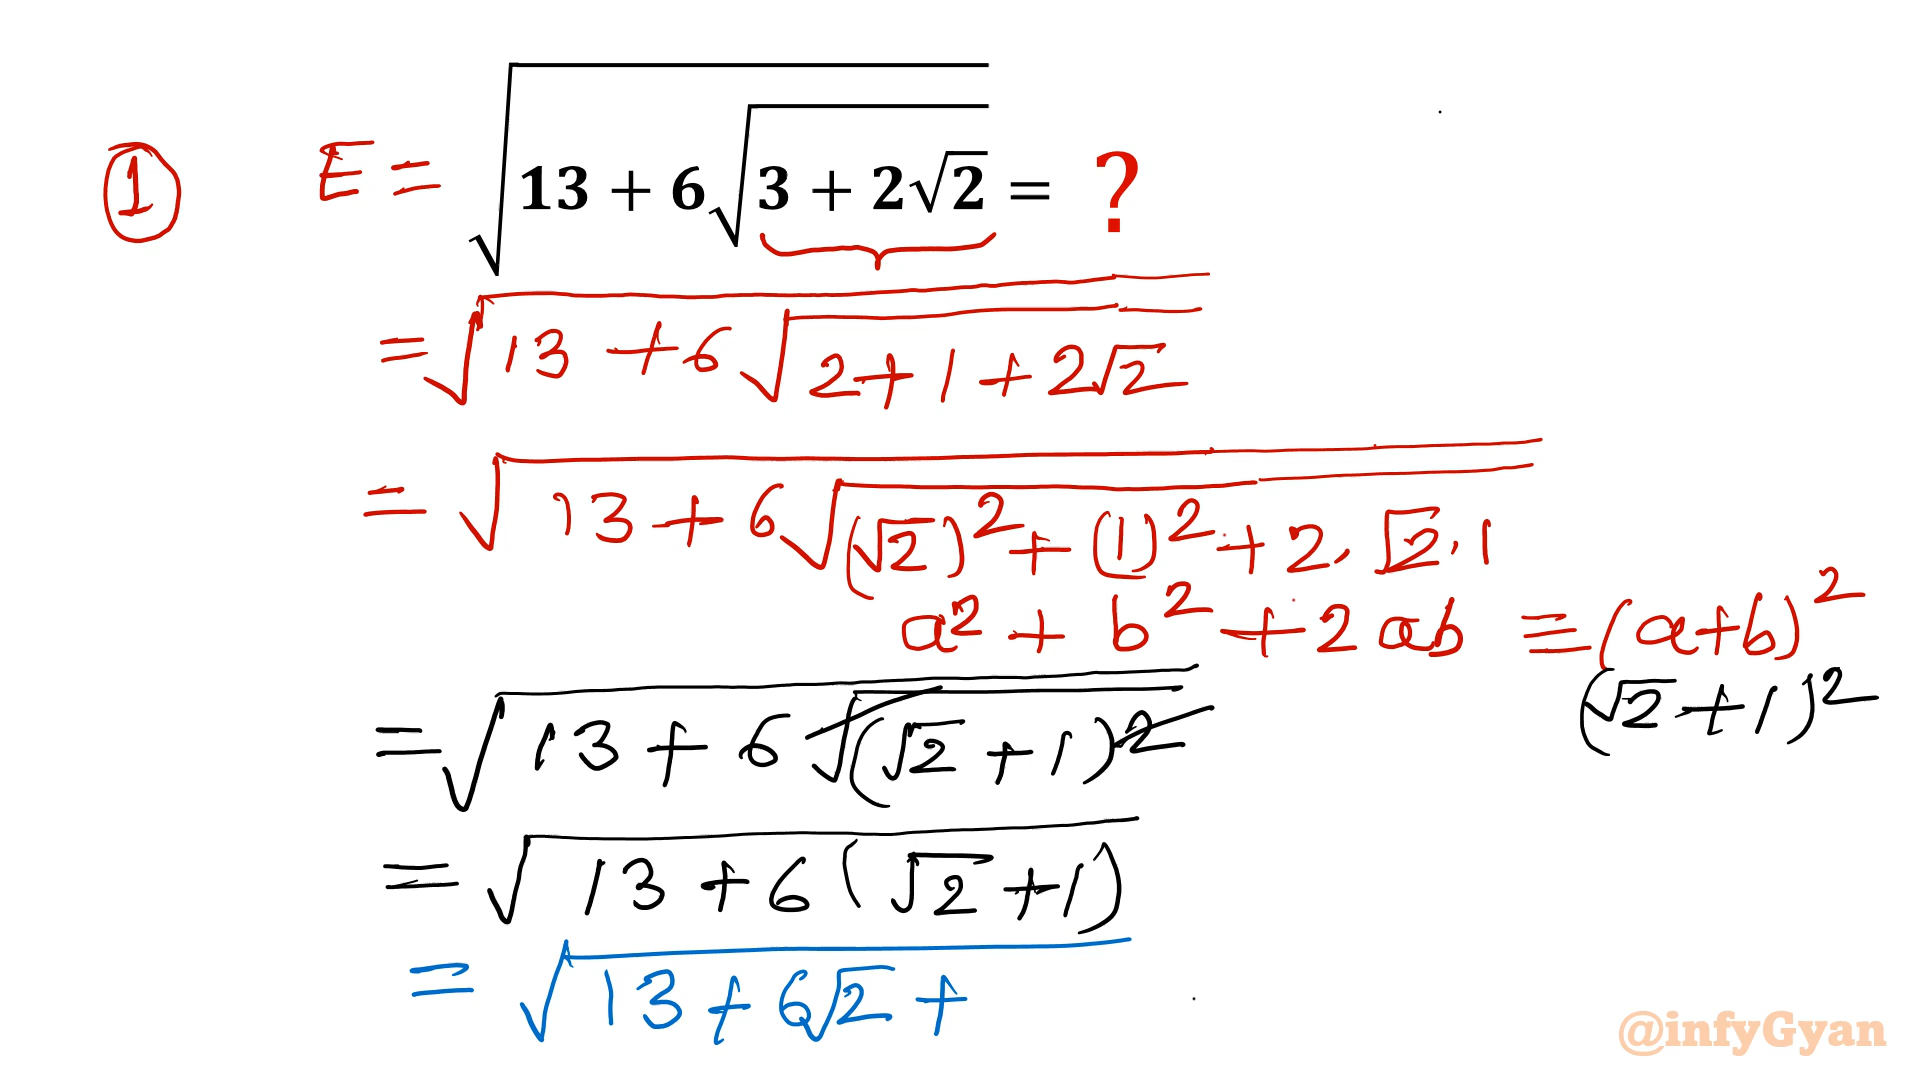 ① E = √(13 + 6√(3 + 2√2)) = ?
= √(13 + 6√(2 + 1 + 2√2))
= √(13 + 6√((√2)² + (1)² + 2.√2.1))
a² + b² + 2ab ≡ (a+b)²
(√2+1)²
= √(13 + 6√((√2 + 1)²))
= √(13 + 6(√2 + 1))
= √(13 + 6√2 +
@infyGyan